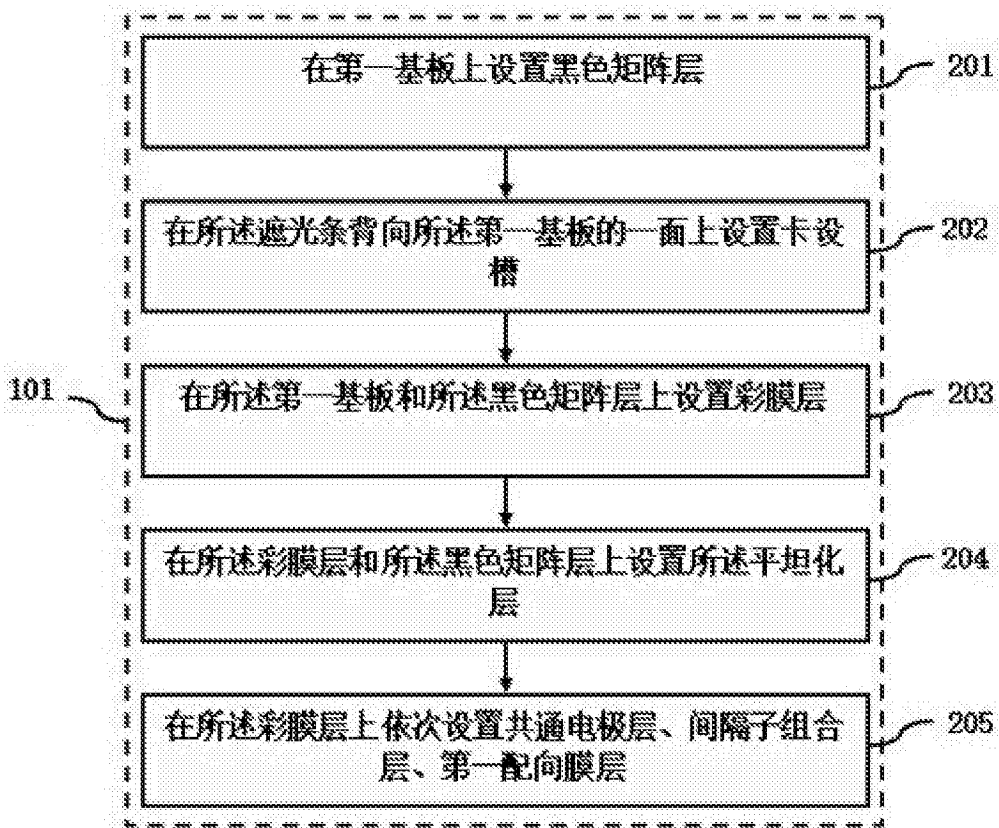 在第一基板上设置黑色矩阵层
201
在所述遮光条背向所述第一基板的一面上设置卡设
槽
202
在所述第一基板和所述黑色矩阵层上设置彩膜层
203
101
在所述彩膜层和所述黑色矩阵层上设置所述平坦化
层
204
在所述彩膜层上依次设置共通电极层、间隔子组合
层、第一配向膜层
205